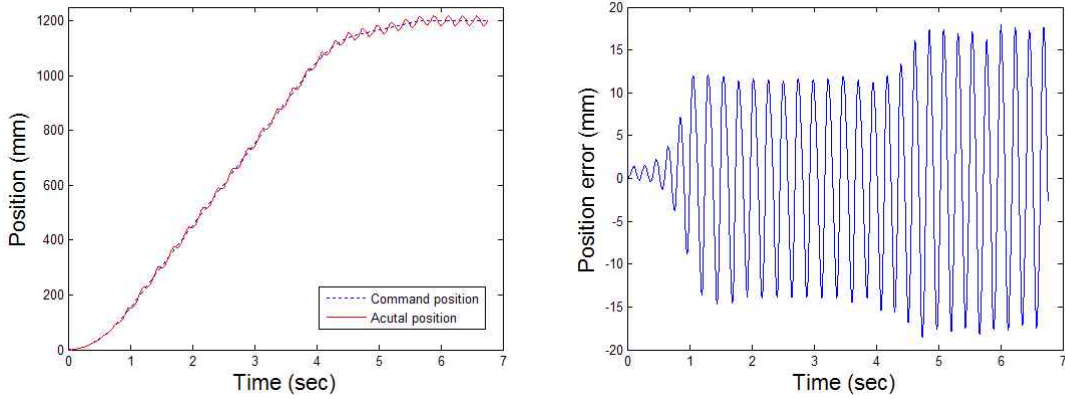 1200
1000
800
600
400
200
0
Position (mm)
0 1 2 3 4 5 6 7
Time (sec)
Command position
Acutal position
20
15
10
5
0
-5
-10
-15
-20
Position error (mm)
0 1 2 3 4 5 6 7
Time (sec)